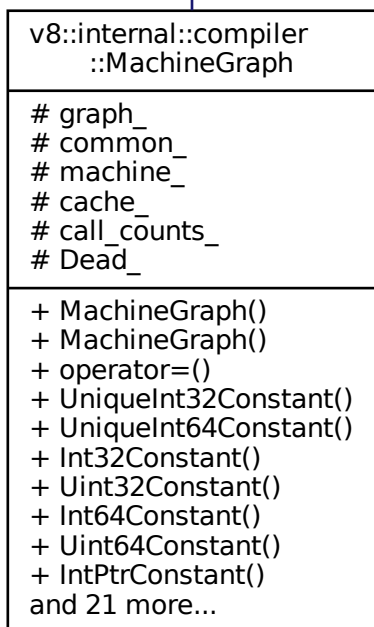 v8::internal::compiler
::MachineGraph
# graph_
# common_
# machine_
# cache_
# call_counts_
# Dead_
+ MachineGraph()
+ MachineGraph()
+ operator=()
+ UniqueInt32Constant()
+ UniqueInt64Constant()
+ Int32Constant()
+ Uint32Constant()
+ Int64Constant()
+ Uint64Constant()
+ IntPtrConstant()
and 21 more...